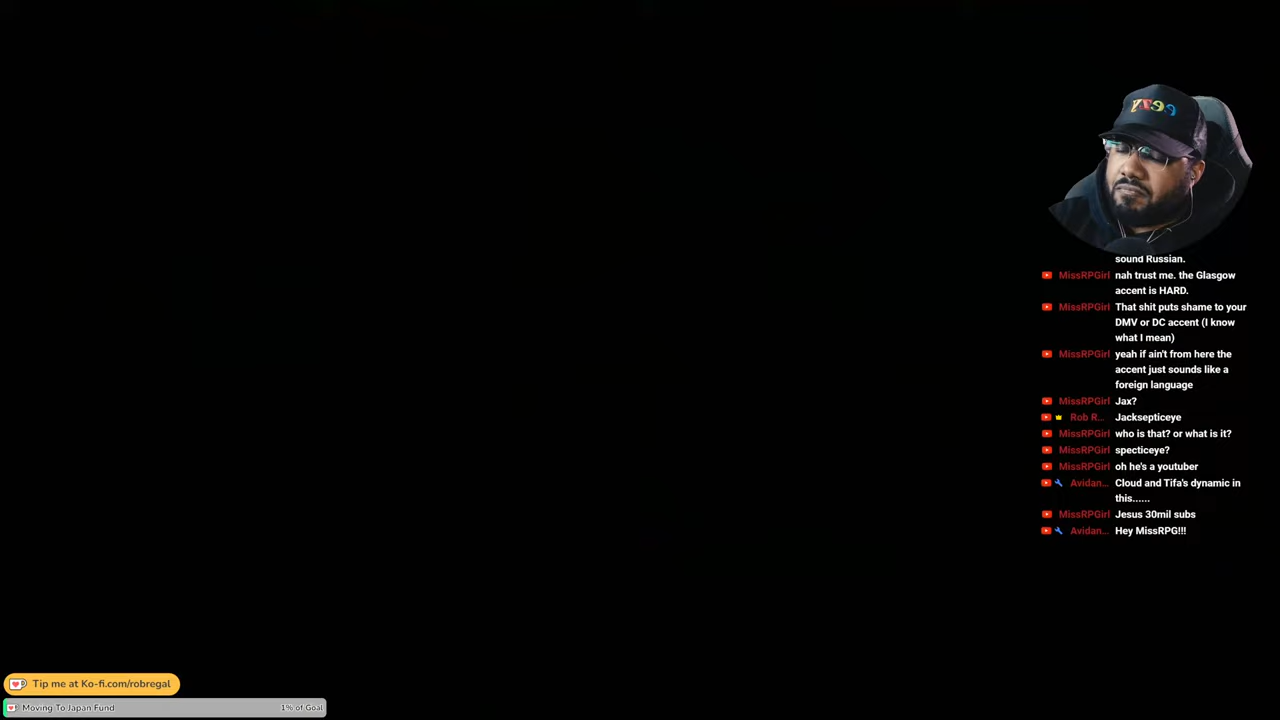 sound Russian.
MissRPGirl nah trust me. the Glasgow
accent is HARD.
MissRPGirl That shit puts shame to your
DMV or DC accent (I know
what I mean)
MissRPGirl yeah if ain't from here the
accent just sounds like a
foreign language
MissRPGirl Jax?
Rob R... Jacksepticeye
MissRPGirl who is that? or what is it?
MissRPGirl specticeye?
MissRPGirl oh he's a youtuber
Avidan... Cloud and Tifa's dynamic in
this......
MissRPGirl Jesus 30mil subs
Avidan... Hey MissRPG!!!
Tip me at Ko-fi.com/robregal
Moving To Japan Fund 1% of Goal